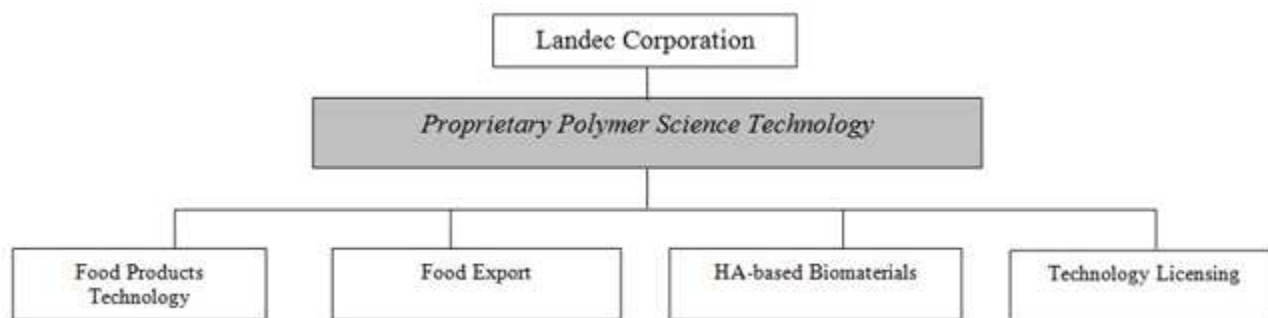 Landec Corporation
Proprietary Polymer Science Technology
Food Products
Technology
Food Export
HA-based Biomaterials
Technology Licensing